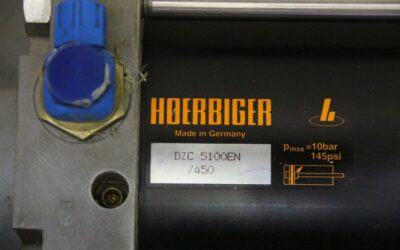 HØERBIGER
Made in Germany
DZC 5100EN
/450
pmax=10bar
145psi